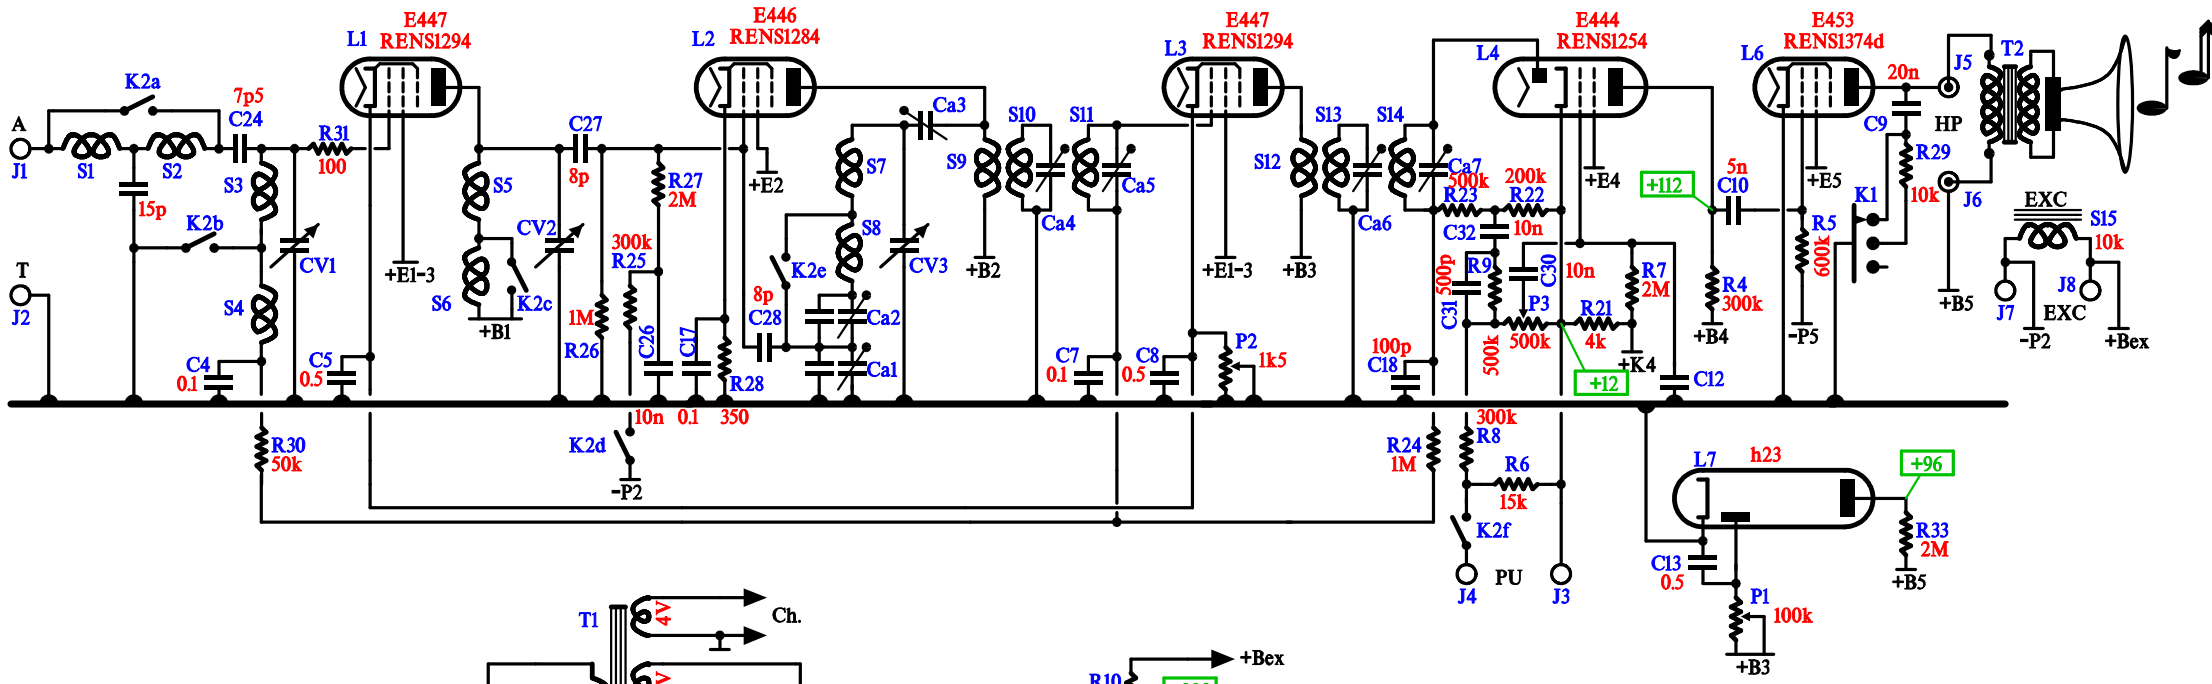 E447
RENS1294
L1
E446
RENS1284
L2
E447
RENS1294
L3
E444
RENS1254
L4
E453
RENS1374d
L6
T2
J5
20n
C9
HP
J6
R29
10k
K1
K2a
7p5
C24
A
J1
S1
S2
R31
100
15p
S3
K2b
CV1
T
J2
S4
C4
0.1
C5
0.5
R30
50k
+E1-3
S5
S6
K2c
+B1
C27
8p
CV2
R27
2M
300k
R25
1M
R26
C26
10n
C17
0.1
R28
350
K2d
-P2
+E2
Ca3
S7
S8
K2e
8p
C28
Ca2
Ca1
CV3
S9
S10
S11
+B2
Ca4
Ca5
C7
0.1
C8
0.5
+E1-3
P2
1k5
S12
S13
S14
+B3
Ca6
Ca7
500k
R23
200k
R22
C32
10n
500p
C31
R9
500k
C30
10n
P3
500k
R21
4k
R7
2M
+K4
+12
C12
100p
C18
+E4
+112
5n
C10
R4
300k
+B4
+E5
R5
600k
-P5
EXC
S15
10k
+B5
J7
J8
EXC
-P2
+Bex
R24
1M
300k
R8
R6
15k
K2f
J4
PU
J3
L7
h23
+96
R33
2M
+B5
C13
0.5
P1
100k
+B3
T1
4V
Ch.
+Bex
R10